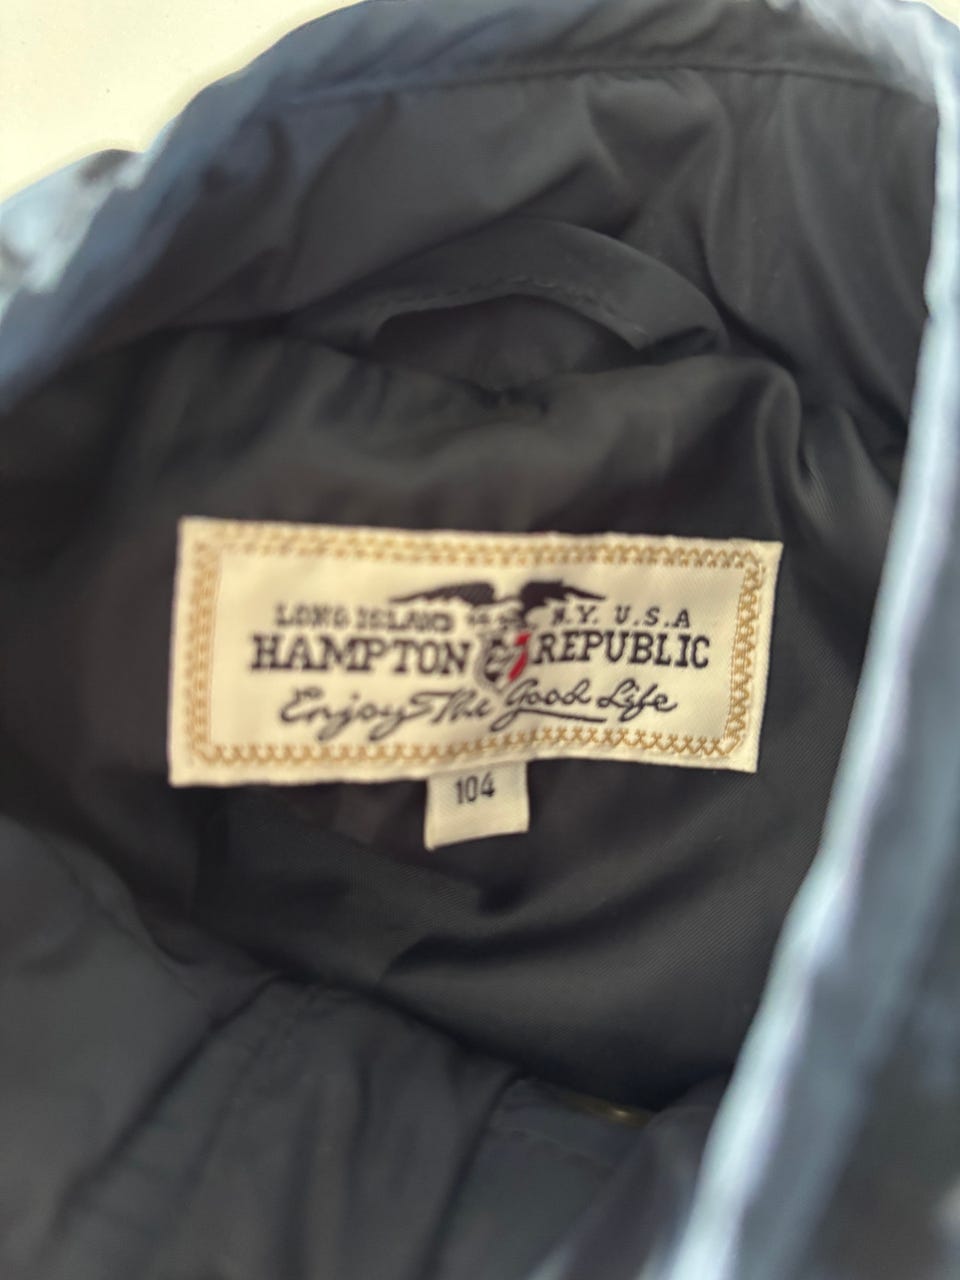 LONG ISLAND N.Y. U.S.A
HAMPTON REPUBLIC
Enjoy The Good Life
104